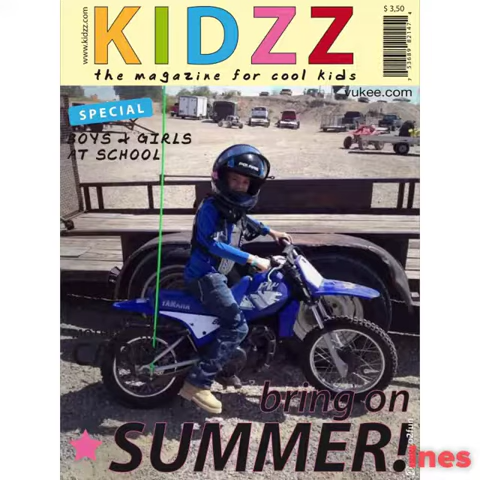 www.kidzz.com
KIDZZ
$ 3,50
the magazine for cool kids
yukee.com
SPECIAL
BOYS & GIRLS
AT SCHOOL
YAMAHA
bring on
SUMMER!
Ines